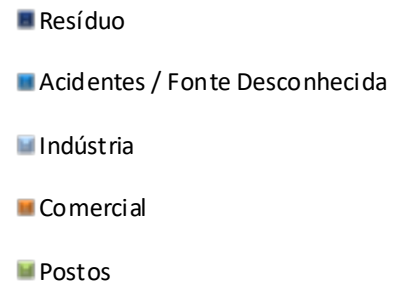 Resíduo
Acidentes / Fonte Desconhecida
Indústria
Comercial
Postos